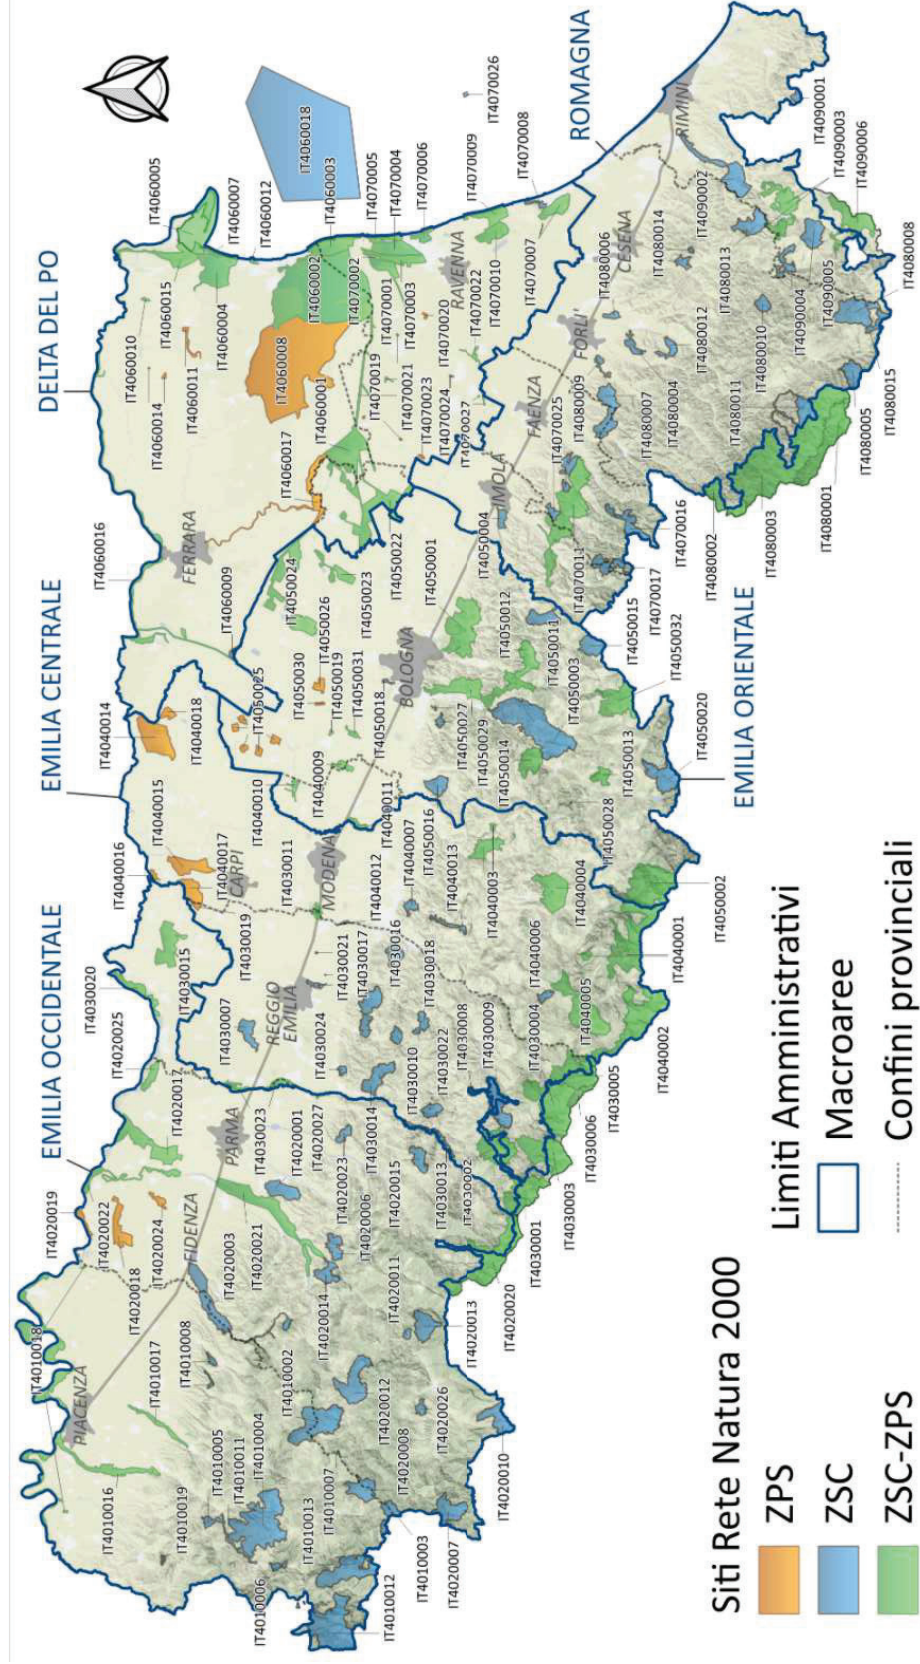 EMILIA OCCIDENTALE
EMILIA CENTRALE
DELTA DEL PO
ROMAGNA
EMILIA ORIENTALE
PIACENZA
FIDENZA
PARMA
REGGIO
EMILIA
CARPI
MODENA
BOLOGNA
FERRARA
IMOLA
FAENZA
FORLI'
CESENA
RAVENNA
RIMINI
IT4010018
IT4010016
IT4010017
IT4010019
IT4010008
IT4010005
IT4010011
IT4010004
IT4010002
IT4010013
IT4010007
IT4010006
IT4010012
IT4010003
IT4020007
IT4020010
IT4020008
IT4020012
IT4020026
IT4020019
IT4020022
IT4020018
IT4020024
IT4020003
IT4020021
IT4020014
IT4020011
IT4020013
IT4020020
IT4020025
IT4020017
IT4020001
IT4020027
IT4020023
IT4020006
IT4020015
IT4030023
IT4030014
IT4030013
IT4030002
IT4030001
IT4030003
IT4030006
IT4030005
IT4030020
IT4030015
IT4030007
IT4030019
IT4030024
IT4030011
IT4030021
IT4030017
IT4030016
IT4030018
IT4030010
IT4030022
IT4030008
IT4030009
IT4030004
IT4040016
IT4040015
IT4040017
IT4040014
IT4040018
IT4040010
IT4040009
IT4040011
IT4040012
IT4040007
IT4040013
IT4040003
IT4040004
IT4040006
IT4040005
IT4040002
IT4040001
IT4050016
IT4050002
IT4050028
IT4050013
IT4050020
IT4050032
IT4050015
IT4050014
IT4050029
IT4050027
IT4050003
IT4050011
IT4050012
IT4050018
IT4050031
IT4050019
IT4050030
IT4050025
IT4050026
IT4050023
IT4050024
IT4050022
IT4050001
IT4050004
IT4060016
IT4060009
IT4060017
IT4060001
IT4060008
IT4060011
IT4060014
IT4060010
IT4060015
IT4060004
IT4060005
IT4060007
IT4060012
IT4060018
IT4060003
IT4060002
IT4070002
IT4070005
IT4070004
IT4070006
IT4070026
IT4070009
IT4070008
IT4070001
IT4070003
IT4070019
IT4070021
IT4070020
IT4070023
IT4070024
IT4070027
IT4070022
IT4070010
IT4070007
IT4070025
IT4070011
IT4070016
IT4070017
IT4080009
IT4080006
IT4080007
IT4080004
IT4080014
IT4080013
IT4080012
IT4080010
IT4080011
IT4080002
IT4080003
IT4080001
IT4080005
IT4080015
IT4080008
IT4090002
IT4090001
IT4090003
IT4090006
IT4090004
IT4090005
Siti Rete Natura 2000
ZPS
ZSC
ZSC-ZPS
Limiti Amministrativi
Macroaree
Confini provinciali